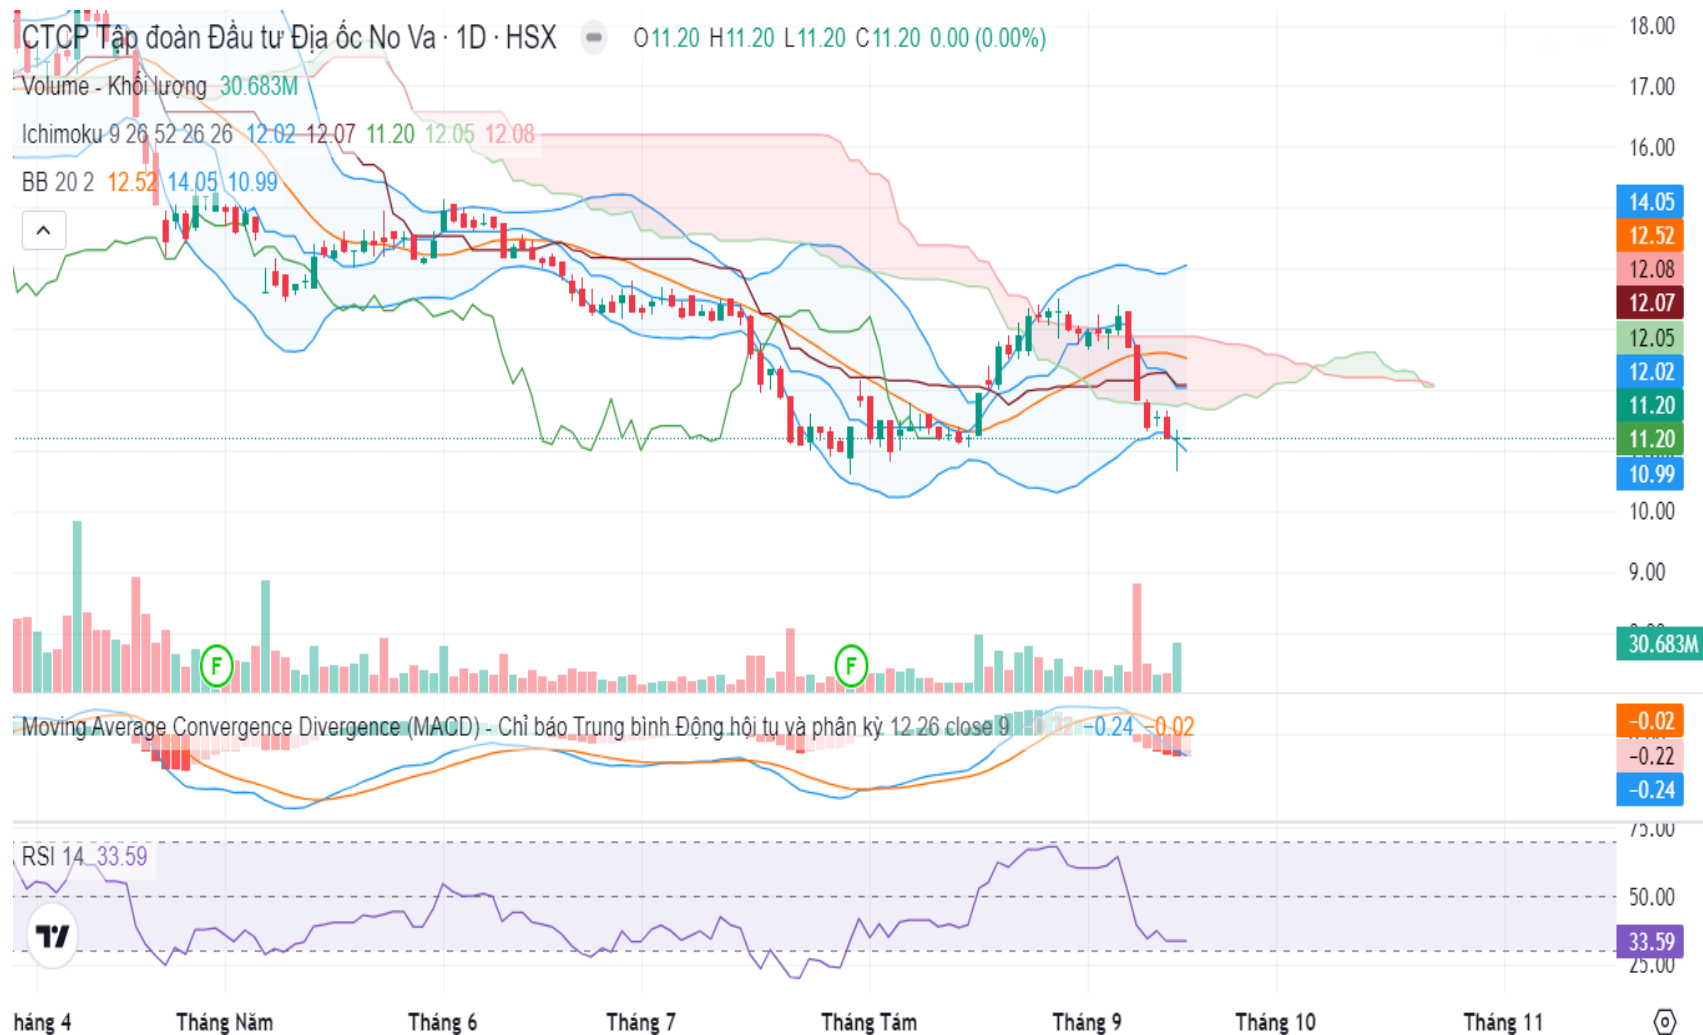 CTCP Tập đoàn Đầu tư Địa ốc No Va · 1D · HSX O11.20 H11.20 L11.20 C11.20 0.00 (0.00%)
Volume - Khối lượng 30.683M
Ichimoku 9 26 52 26 26 12.02 12.07 11.20 12.05 12.08
BB 20 2 12.52 14.05 10.99
18.00
17.00
16.00
14.05
12.52
12.08
12.07
12.05
12.02
11.20
11.20
10.99
10.00
9.00
30.683M
F
F
Moving Average Convergence Divergence (MACD) - Chỉ báo Trung bình Động hội tụ và phân kỳ 12 26 close 9 −0.22 −0.24 −0.02
−0.02
−0.22
−0.24
RSI 14 33.59
75.00
50.00
33.59
25.00
háng 4 Tháng Năm Tháng 6 Tháng 7 Tháng Tám Tháng 9 Tháng 10 Tháng 11